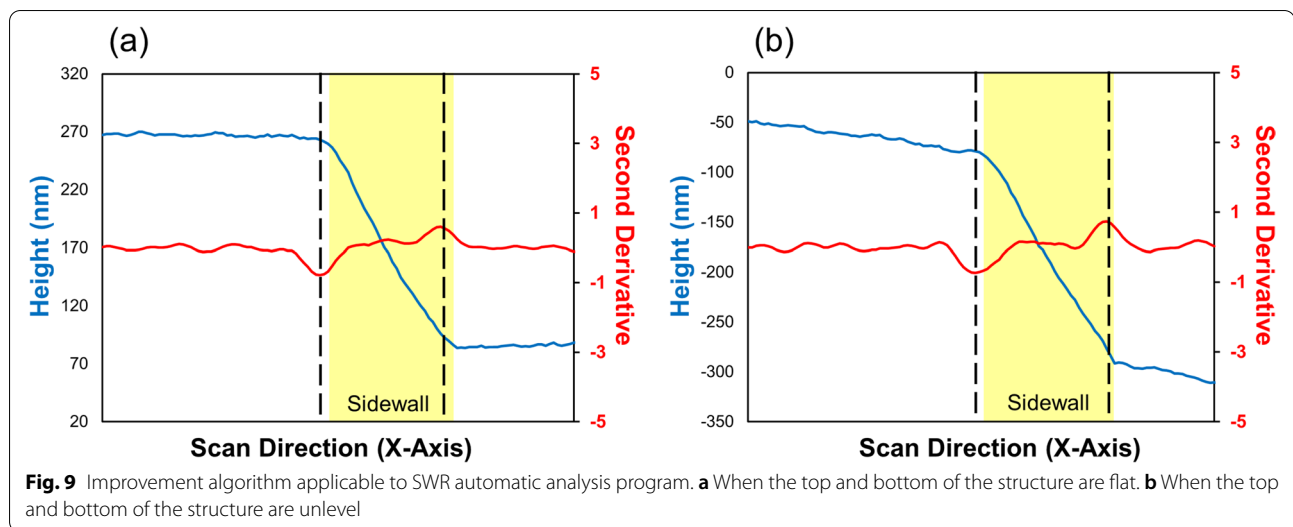 (a)
320
270
220
170
120
70
20
Height (nm)
5
3
1
-1
-3
-5
Second Derivative
Sidewall
Scan Direction (X-Axis)
(b)
0
-50
-100
-150
-200
-250
-300
-350
Height (nm)
5
3
1
-1
-3
-5
Second Derivative
Sidewall
Scan Direction (X-Axis)
Fig. 9 Improvement algorithm applicable to SWR automatic analysis program. a When the top and bottom of the structure are flat. b When the top
and bottom of the structure are unlevel